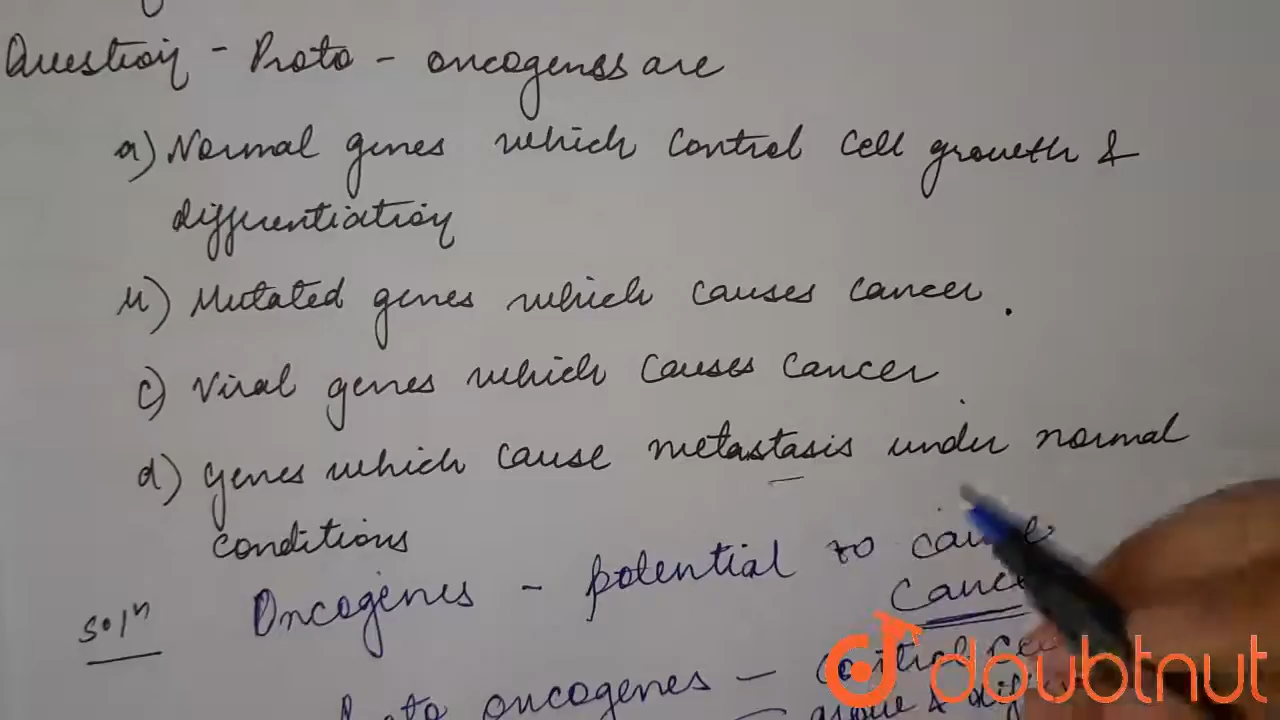 Question - Proto - oncogenes are
a) Normal genes which control cell growth &
differentiation
b) Mutated genes which causes cancer.
c) Viral genes which causes cancer
d) genes which cause metastasis under normal
conditions
Soln Oncogenes - potential to cause
Cancer
Proto oncogenes - control
doubtnut